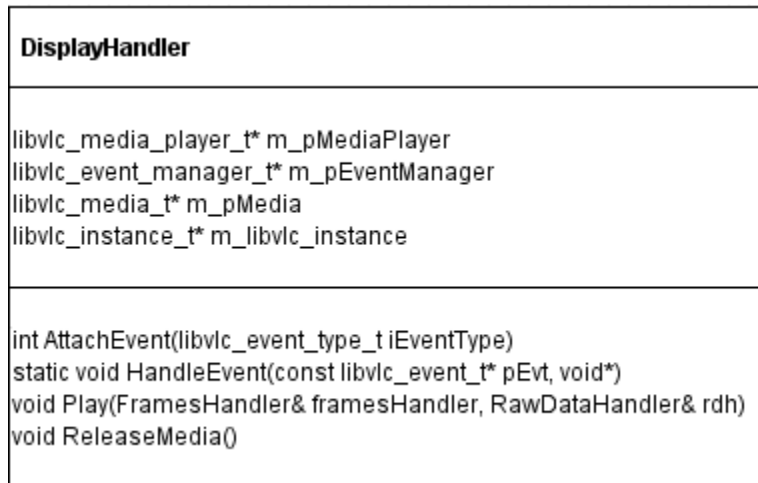 DisplayHandler
libvlc_media_player_t* m_pMediaPlayer
libvlc_event_manager_t* m_pEventManager
libvlc_media_t* m_pMedia
libvlc_instance_t* m_libvlc_instance
int AttachEvent(libvlc_event_type_t iEventType)
static void HandleEvent(const libvlc_event_t* pEvt, void*)
void Play(FramesHandler& framesHandler, RawDataHandler& rdh)
void ReleaseMedia()